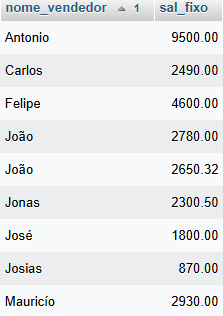 nome_vendedor 1 sal_fixo
Antonio 9500.00
Carlos 2490.00
Felipe 4600.00
João 2780.00
João 2650.32
Jonas 2300.50
José 1800.00
Josias 870.00
Mauricío 2930.00